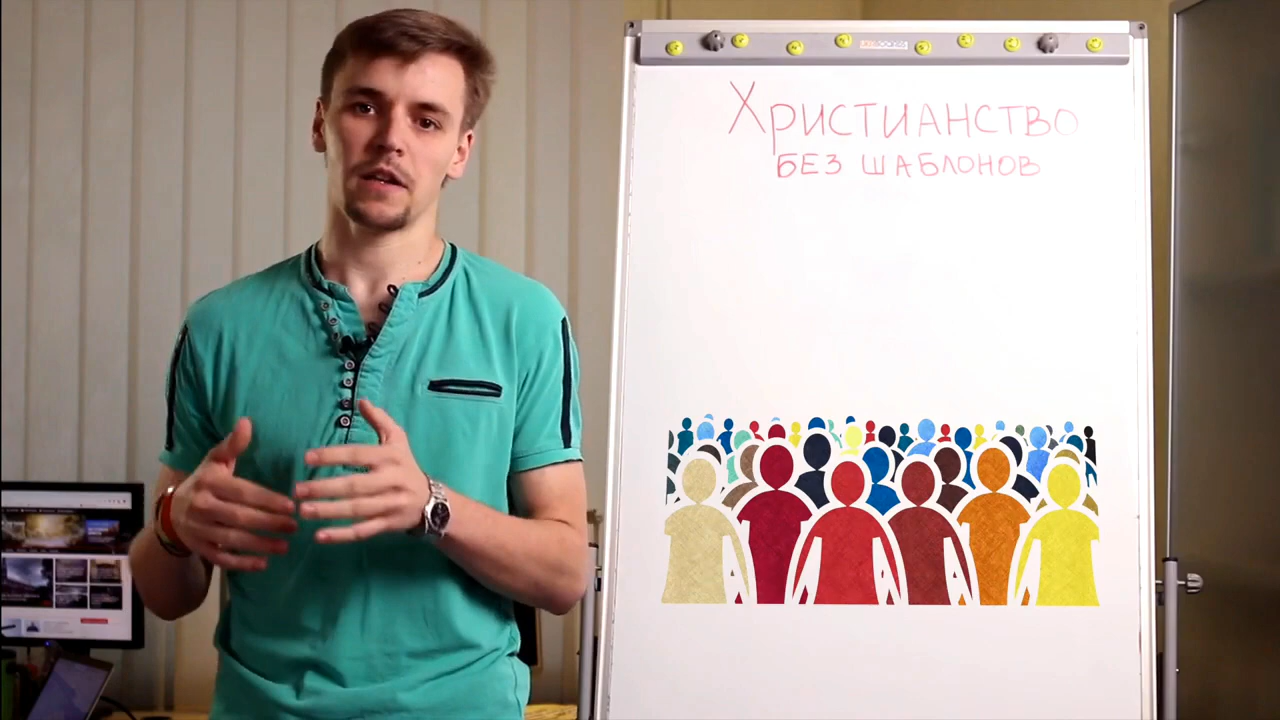 Христианство
без шаблонов